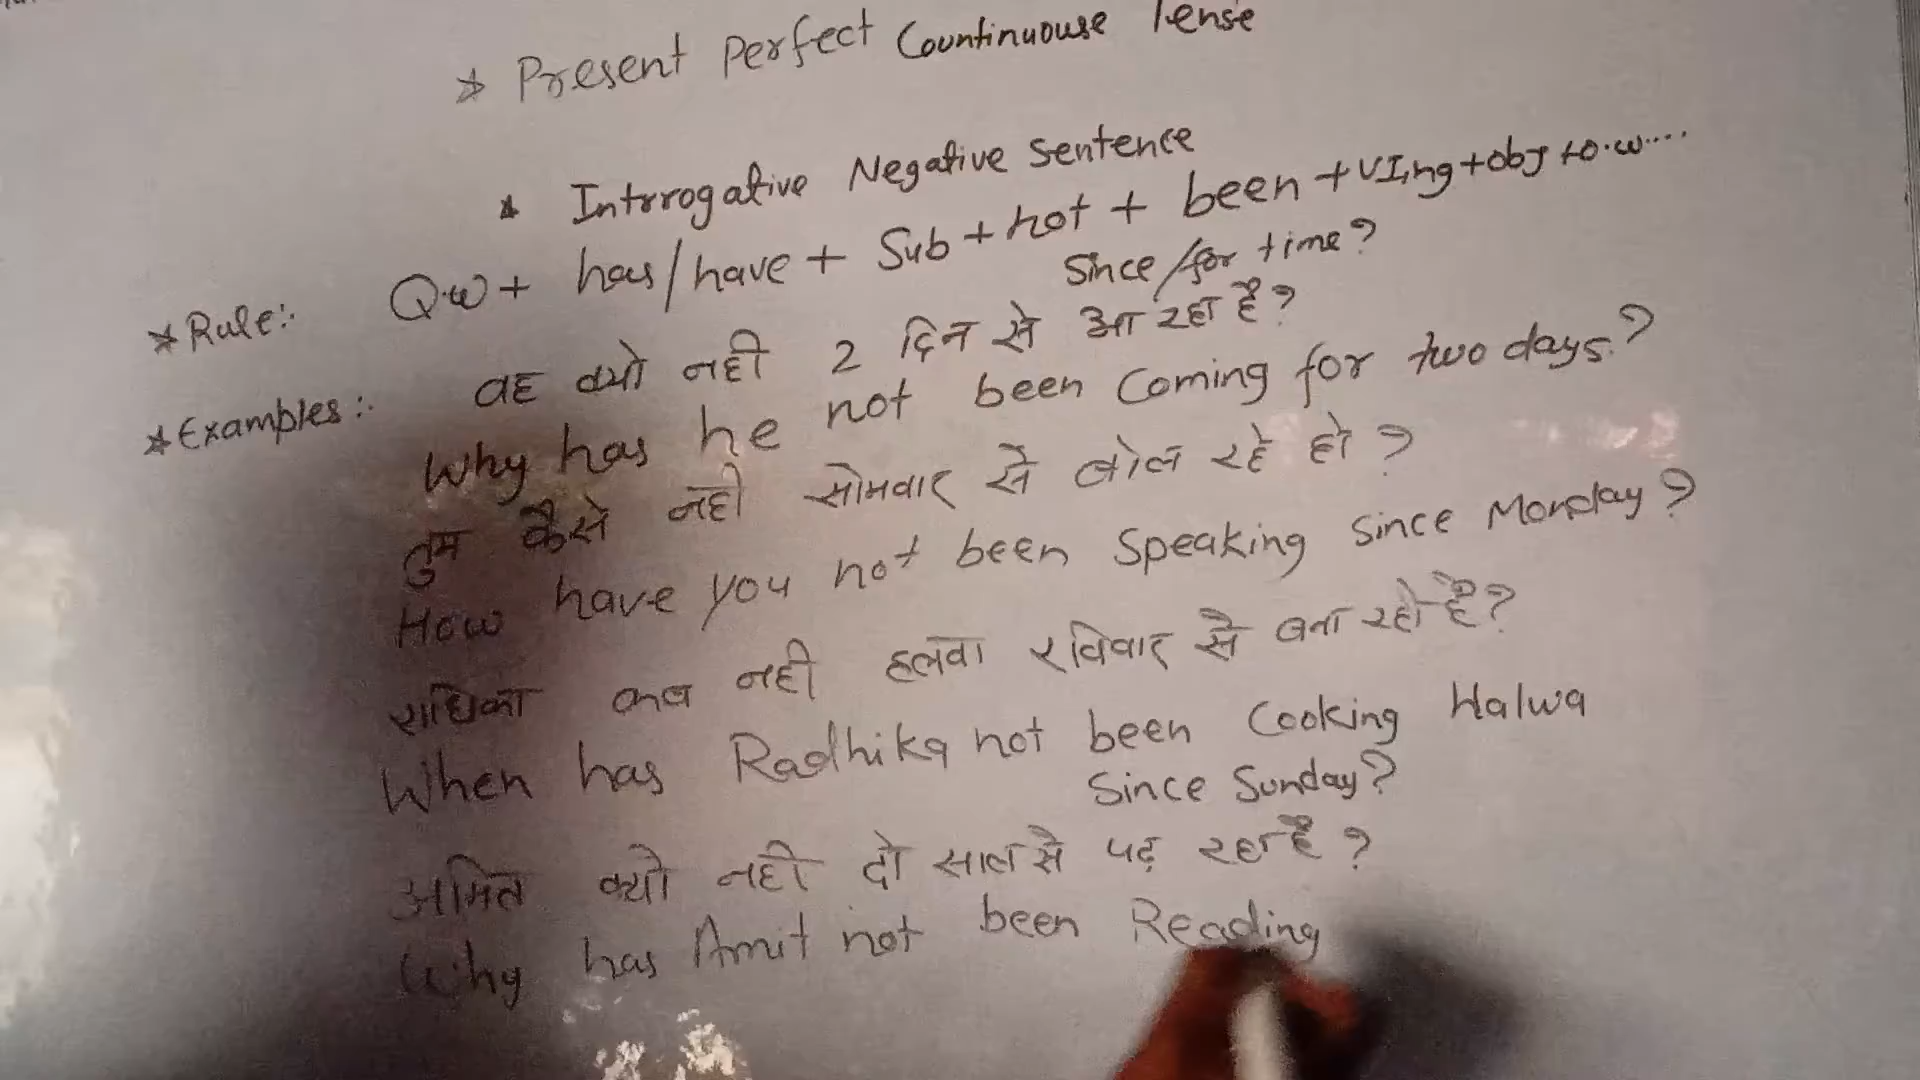 * Present Perfect Countinuouse Tense
* Intrrogative Negative Sentence
*Rule:- Q.w + has/have + Sub + not + been + VI,ng + obj + o.w....
Since/for time?
*Examples:- वह क्यो नही 2 दिन से आ रहा है?
Why has he not been Coming for two days.?
तुम कैसे नही सोमवार से बोल रहे हो?
How have you not been Speaking Since Monday?
राधिका कब नही हलवा रविवार से बना रही है?
When has Radhika not been Cooking Halwa
Since Sunday?
अमित क्यो नही दो साल से पढ़ रहा है?
Why has Amit not been Reading